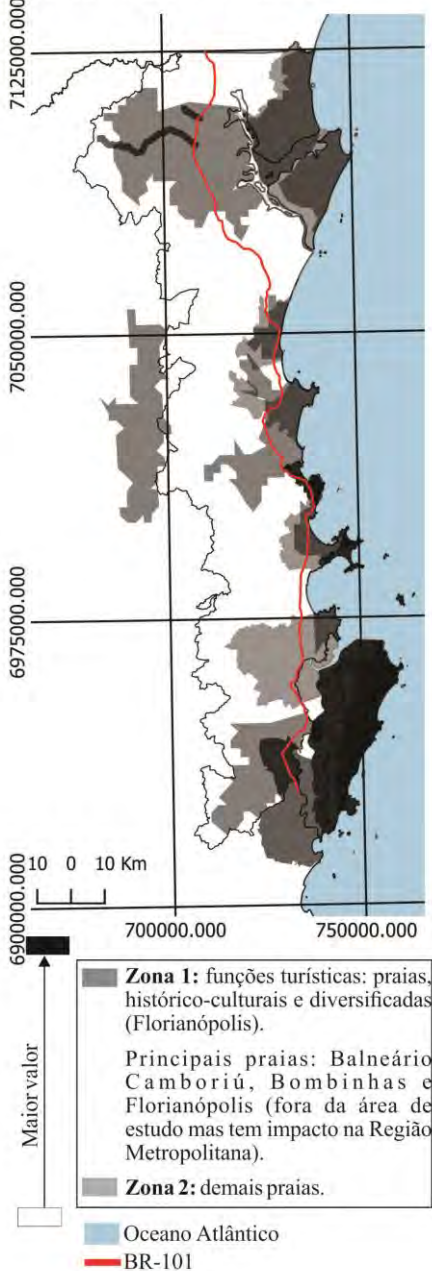 7125000.000
7050000.000
6975000.000
6900000.000
10 0 10 Km
700000.000 750000.000
Maior valor
Zona 1: funções turísticas: praias,
histórico-culturais e diversificadas
(Florianópolis).
Principais praias: Balneário
Camboriú, Bombinhas e
Florianópolis (fora da área de
estudo mas tem impacto na Região
Metropolitana).
Zona 2: demais praias.
Oceano Atlântico
BR-101